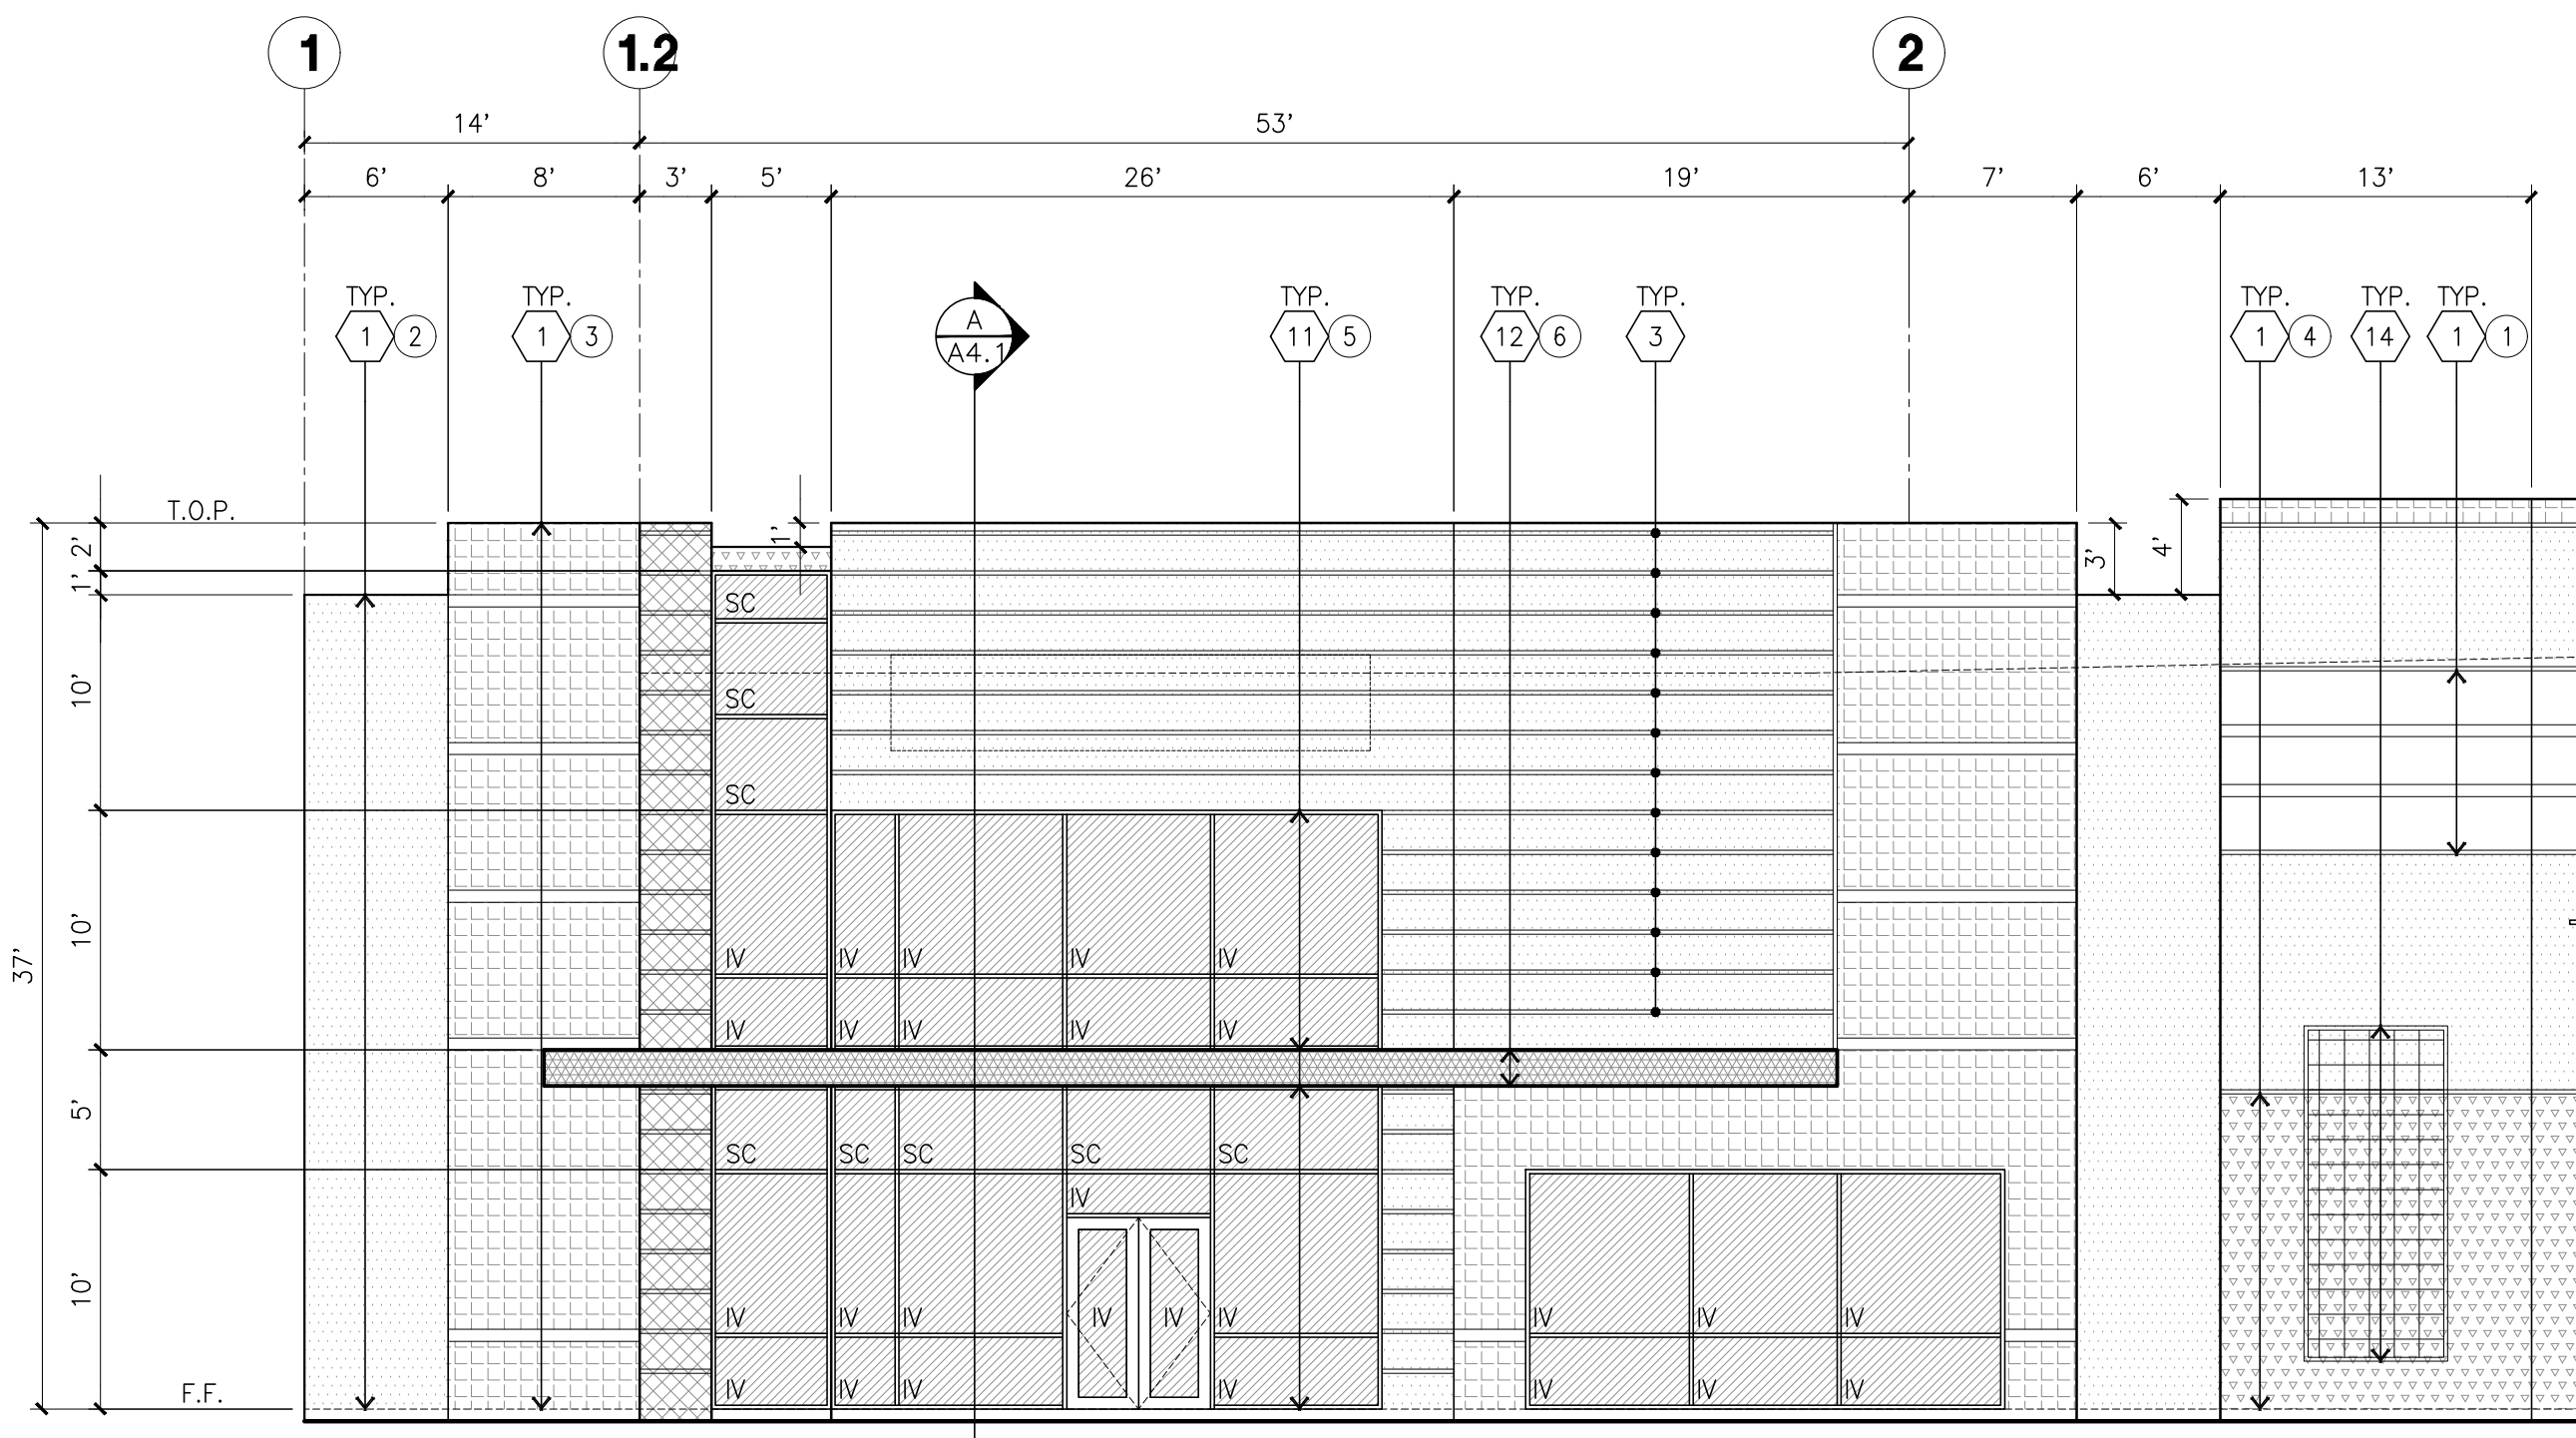 1 1.2 2
14’ 53’
6’ 8’ 3’ 5’ 26’ 19’ 7’ 6’ 13’
TYP. TYP. TYP. TYP. TYP. TYP. TYP. TYP.
1 2 1 3 A 11 5 12 6 3 1 4 14 1 1
A4.1
T.O.P.
2’ 1’ 3’ 4’
1’
SC
10’ SC
SC
10’ IV IV IV IV IV
37’
IV IV IV IV IV
5’
SC SC SC SC SC
IV
10’ IV IV IV IV IV IV IV IV IV
F.F. IV IV IV IV IV IV IV